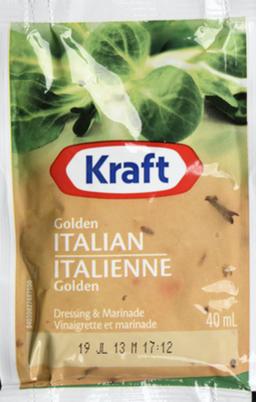 Kraft
Golden
ITALIAN
ITALIENNE
Golden
Dressing & Marinade
Vinaigrette et marinade
40 mL
19 JL 13 M 17:12